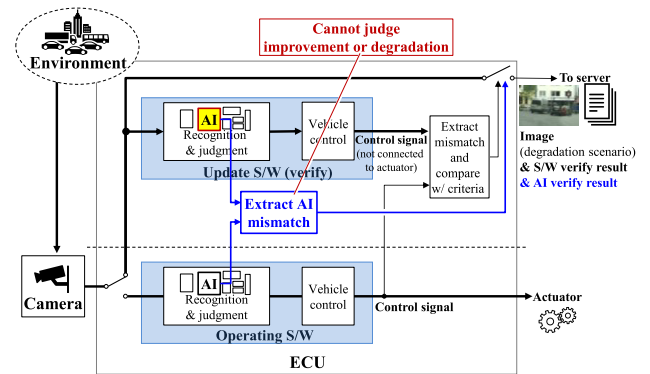 Cannot judge
improvement or degradation
Environment
To server
AI
Recognition
& judgment
Vehicle
control
Update S/W (verify)
Control signal
(not connected
to actuator)
Extract
mismatch
and
compare
w/ criteria
Image
(degradation scenario)
& S/W verify result
& AI verify result
Extract AI
mismatch
Camera
AI
Recognition
& judgment
Vehicle
control
Operating S/W
Control signal
Actuator
ECU